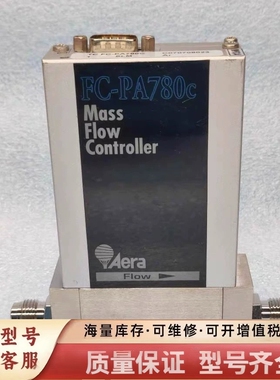 FC-PA780c
Mass
Flow
Controller
Aera
Flow
型号
客服
海量库存·可维修·可开增值税
质量保证 型号齐全